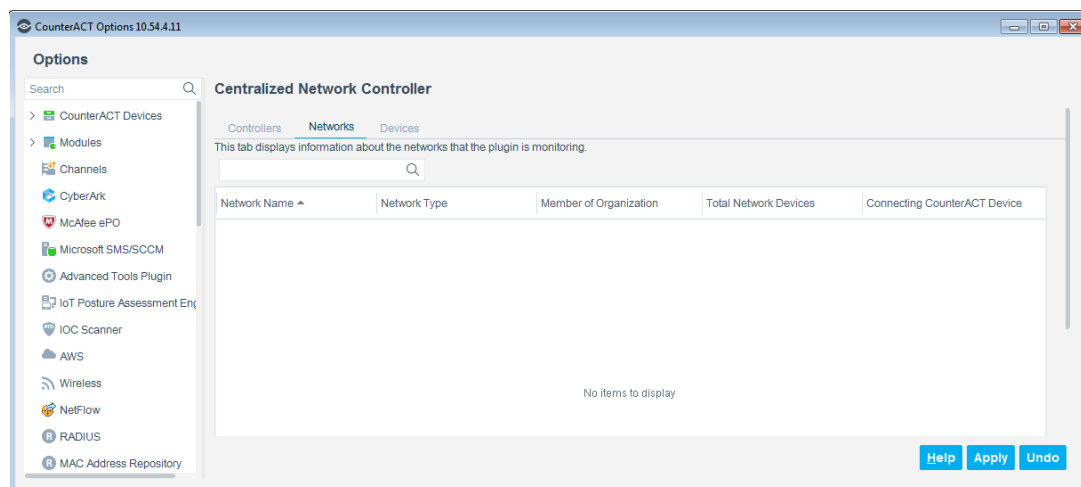 CounterACT Options 10.54.4.11
Options
Search
CounterACT Devices
Modules
Channels
CyberArk
McAfee ePO
Microsoft SMS/SCCM
Advanced Tools Plugin
IoT Posture Assessment Eng
IOC Scanner
AWS
Wireless
NetFlow
R RADIUS
R MAC Address Repository
Centralized Network Controller
Controllers Networks Devices
This tab displays information about the networks that the plugin is monitoring.
Network Name Network Type Member of Organization Total Network Devices Connecting CounterACT Device
No items to display
Help Apply Undo